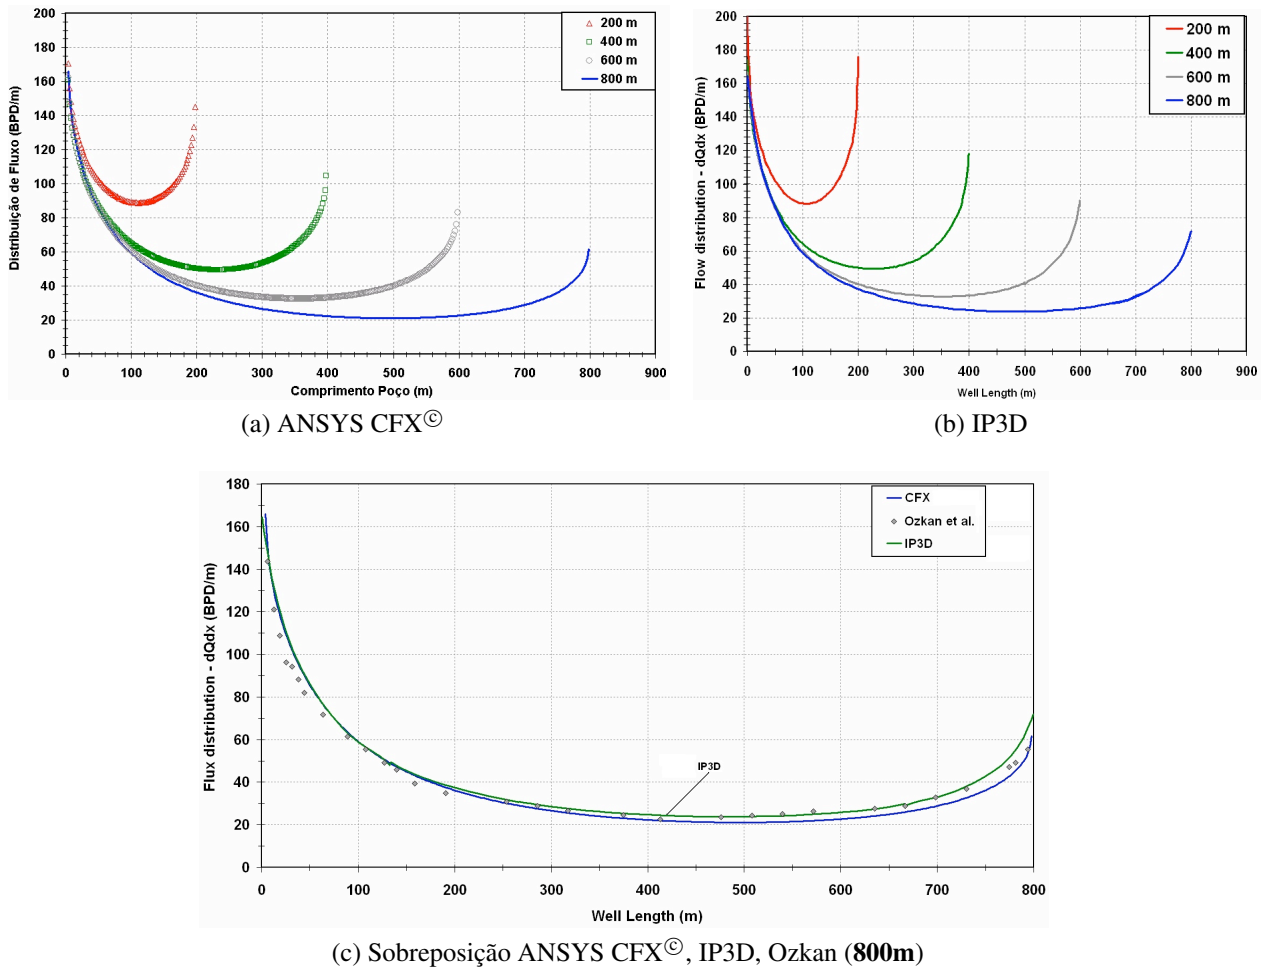 200
180
160
140
120
100
80
60
40
20
0
0 100 200 300 400 500 600 700 800 900
Distribuição de Fluxo (BPD/m)
Comprimento Poço (m)
200 m
400 m
600 m
800 m
(a) ANSYS CFX©
200
180
160
140
120
100
80
60
40
20
0
0 100 200 300 400 500 600 700 800 900
Flow distribution - dQdx (BPD/m)
Well Length (m)
200 m
400 m
600 m
800 m
(b) IP3D
180
160
140
120
100
80
60
40
20
0
0 100 200 300 400 500 600 700 800
Flux distribution - dQdx (BPD/m)
Well Length (m)
CFX
Ozkan et al.
IP3D
IP3D
(c) Sobreposição ANSYS CFX©, IP3D, Ozkan (800m)